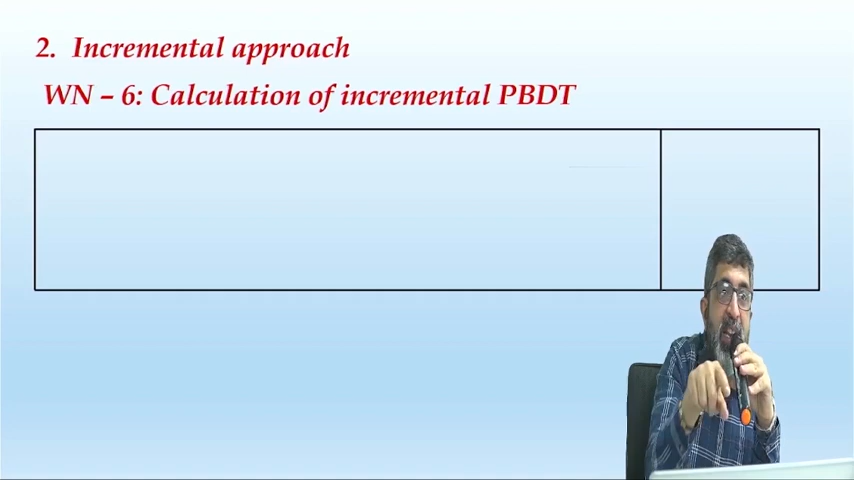 2. Incremental approach
WN – 6: Calculation of incremental PBDT